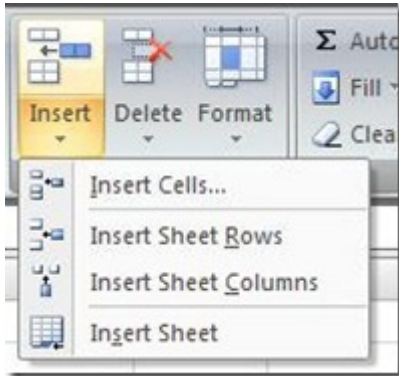 Σ Auto
Fill
Insert Delete Format
Clea
Insert Cells...
Insert Sheet Rows
Insert Sheet Columns
Insert Sheet